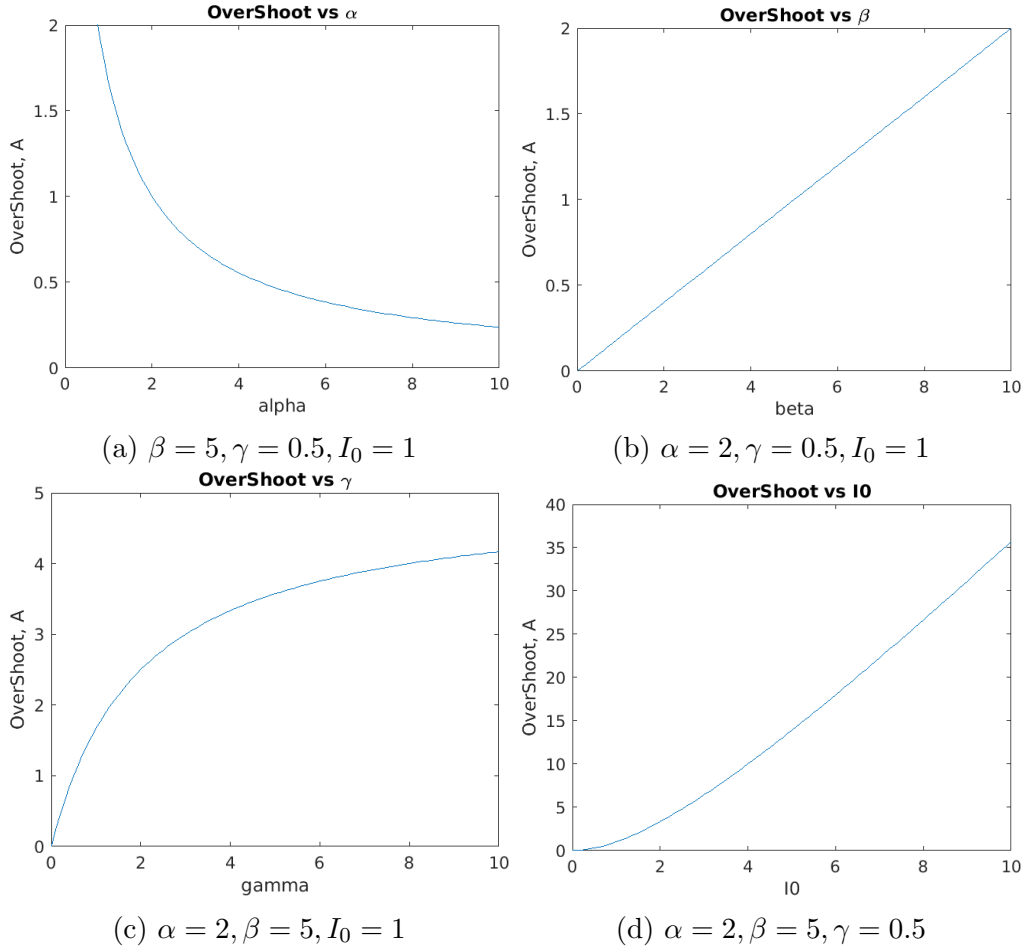 OverShoot vs α
2
1.5
1
0.5
0
OverShoot, A
0 2 4 6 8 10
alpha
(a) β = 5, γ = 0.5, I₀ = 1
OverShoot vs β
2
1.5
1
0.5
0
OverShoot, A
0 2 4 6 8 10
beta
(b) α = 2, γ = 0.5, I₀ = 1
OverShoot vs γ
5
4
3
2
1
0
OverShoot, A
0 2 4 6 8 10
gamma
(c) α = 2, β = 5, I₀ = 1
OverShoot vs I0
40
35
30
25
20
15
10
5
0
OverShoot, A
0 2 4 6 8 10
I0
(d) α = 2, β = 5, γ = 0.5